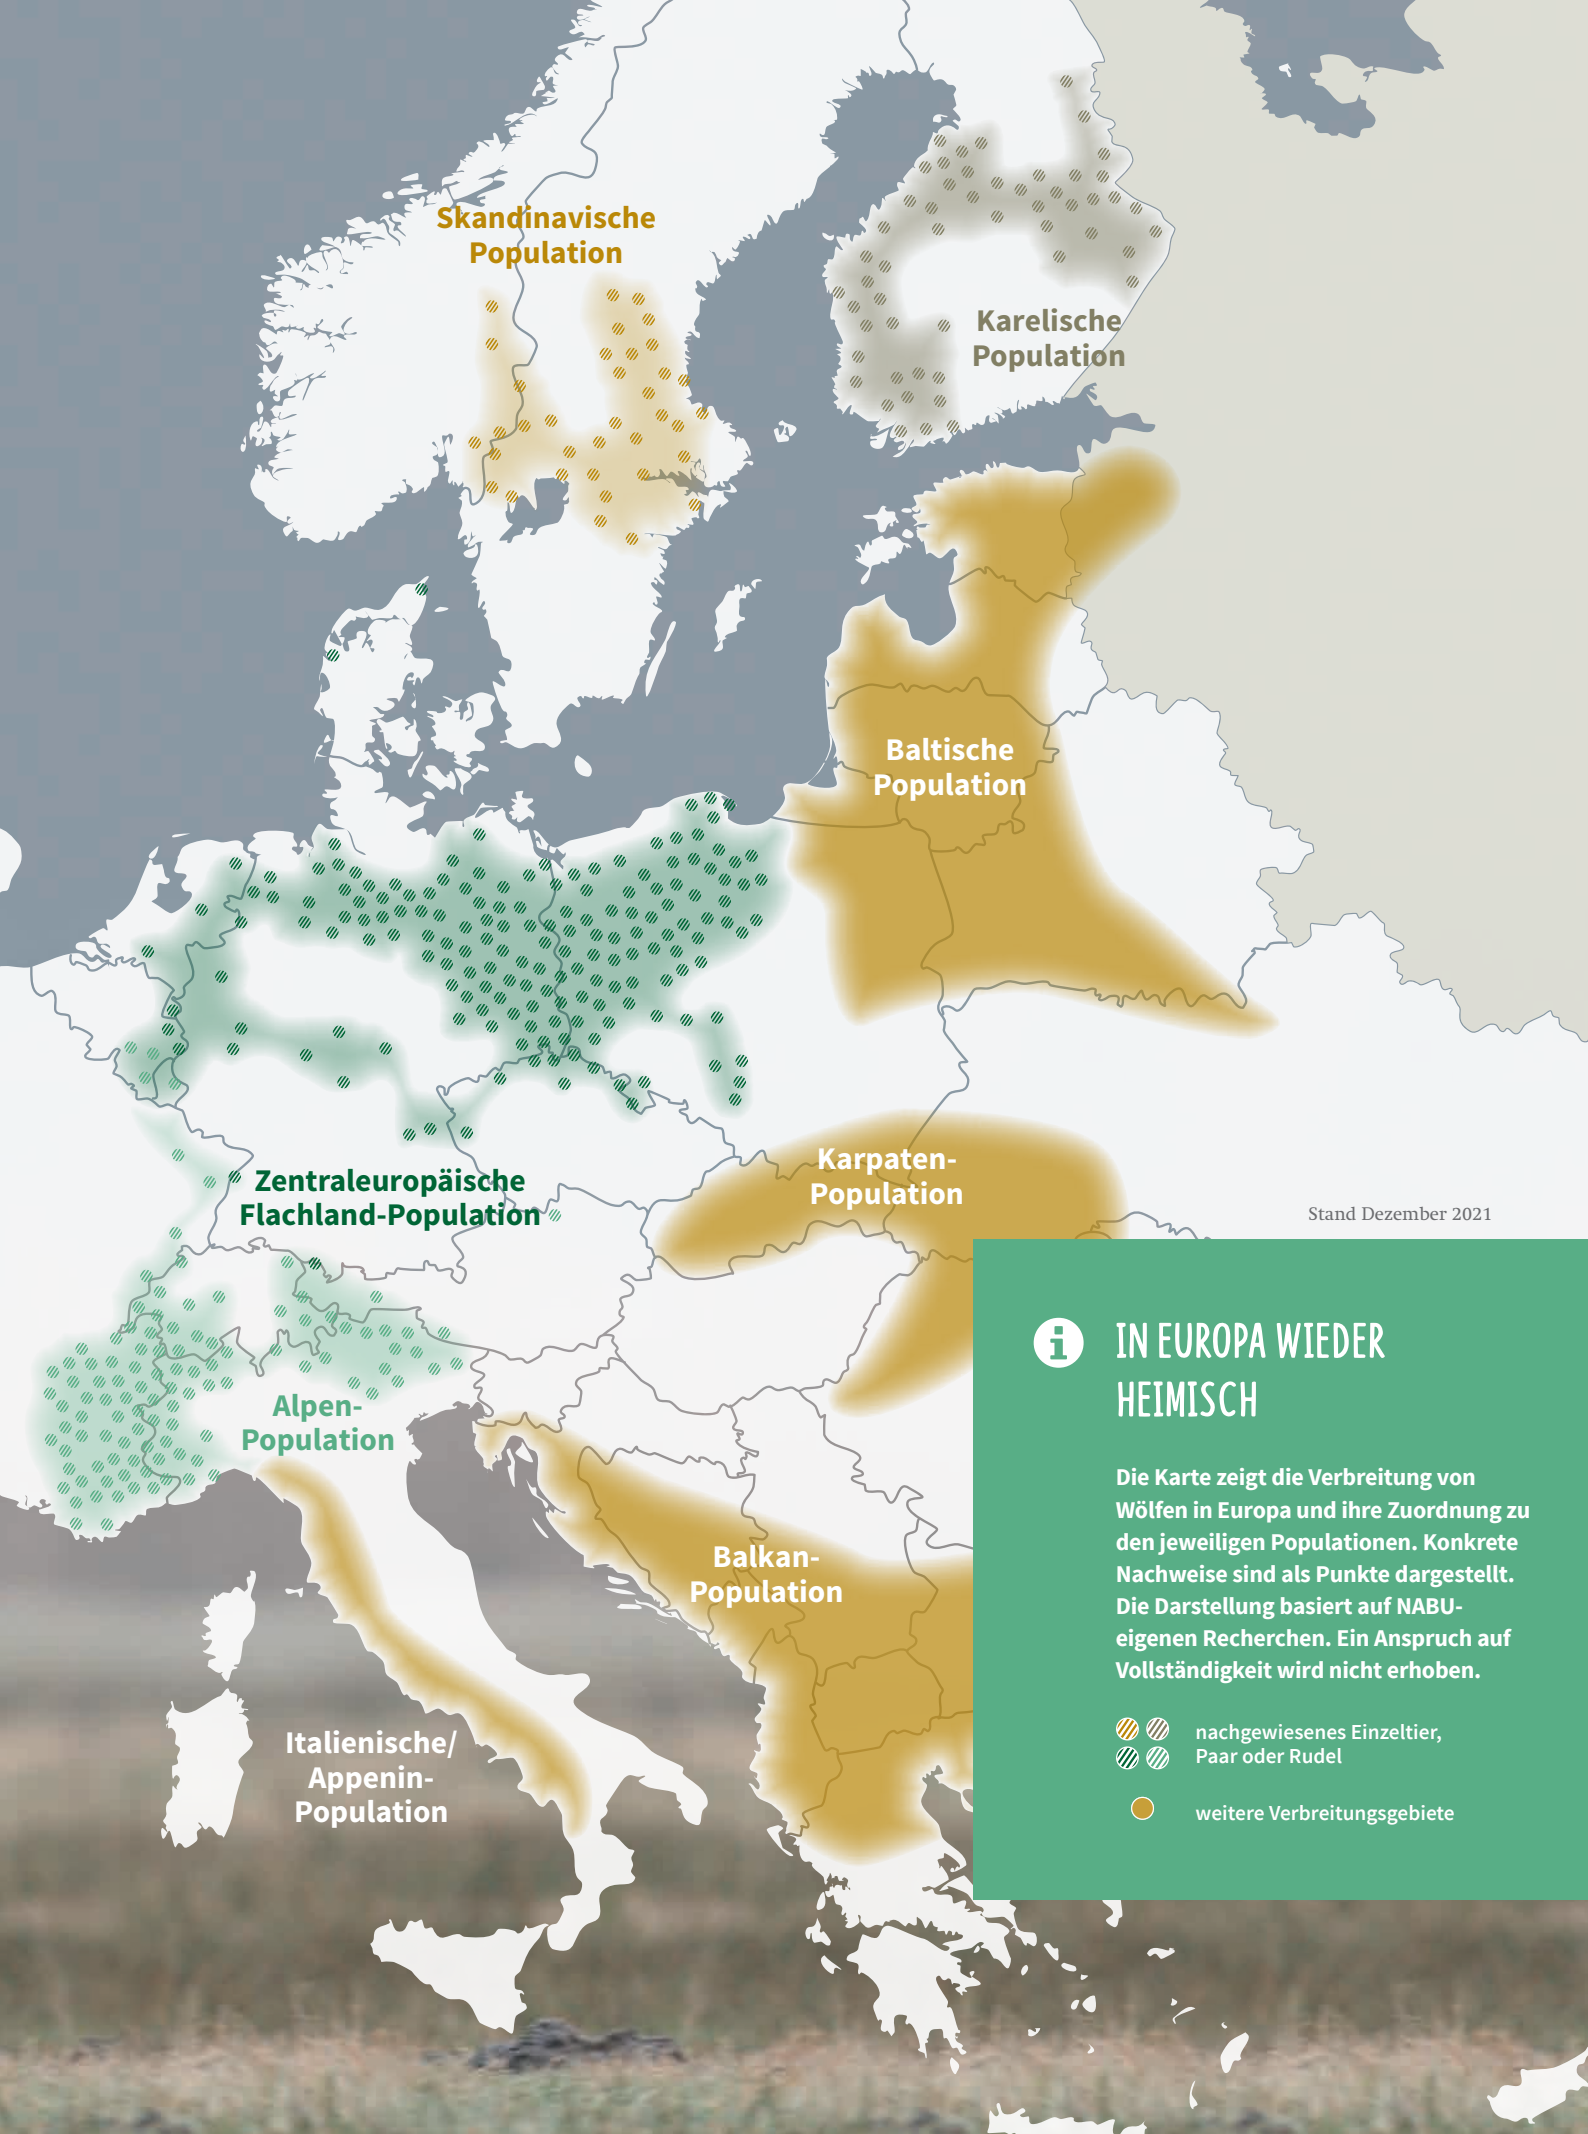 Skandinavische
Population
Karelische
Population
Baltische
Population
Zentraleuropäische
Flachland-Population
Karpaten-
Population
Stand Dezember 2021
Alpen-
Population
Balkan-
Population
Italienische/
Appenin-
Population
IN EUROPA WIEDER
HEIMISCH
Die Karte zeigt die Verbreitung von
Wölfen in Europa und ihre Zuordnung zu
den jeweiligen Populationen. Konkrete
Nachweise sind als Punkte dargestellt.
Die Darstellung basiert auf NABU-
eigenen Recherchen. Ein Anspruch auf
Vollständigkeit wird nicht erhoben.
nachgewiesenes Einzeltier,
Paar oder Rudel
weitere Verbreitungsgebiete